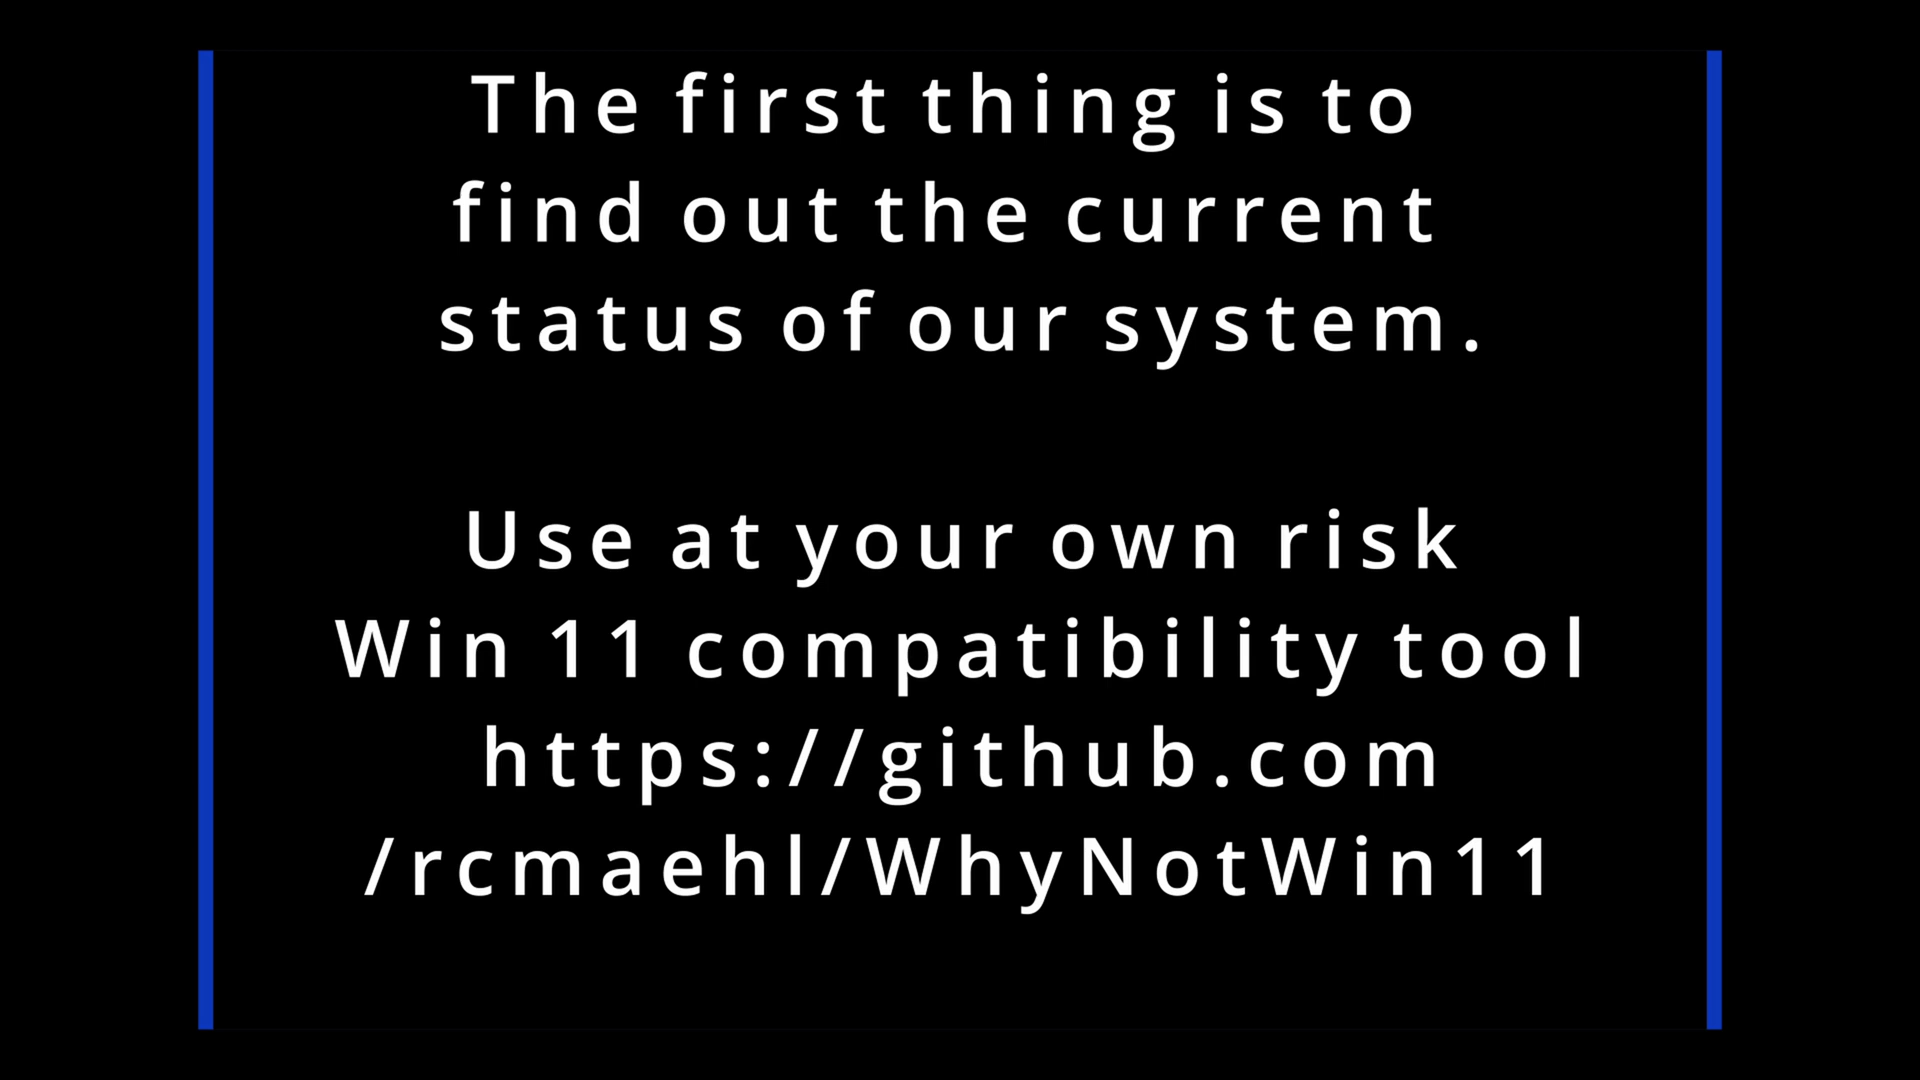 The first thing is to
find out the current
status of our system.
Use at your own risk
Win 11 compatibility tool
https://github.com
/rcmaehl/WhyNotWin11